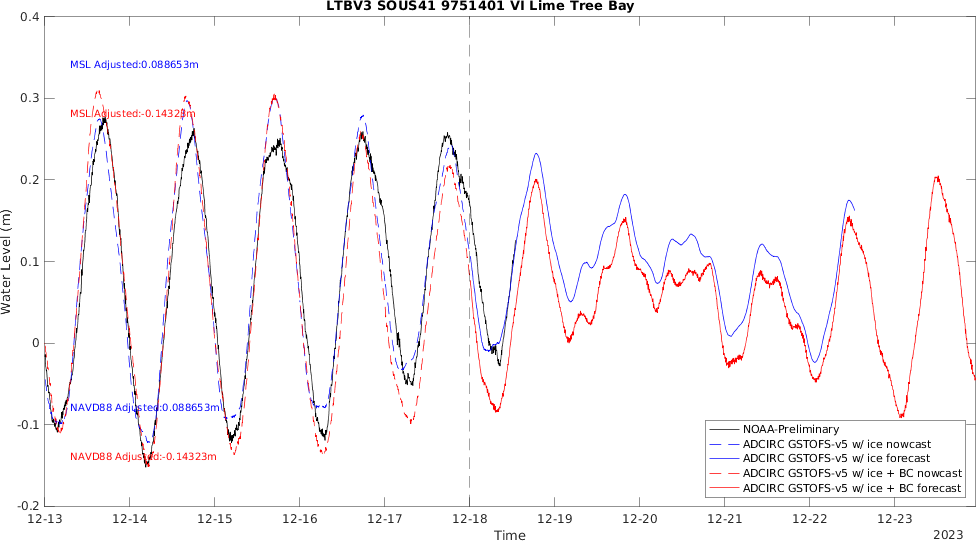 LTBV3 SOUS41 9751401 VI Lime Tree Bay
0.4
0.3
0.2
0.1
0
-0.1
-0.2
Water Level (m)
MSL Adjusted:0.088653m
MSL Adjusted:-0.14323m
NAVD88 Adjusted:0.088653m
NAVD88 Adjusted:-0.14323m
NOAA-Preliminary
ADCIRC GSTOFS-v5 w/ ice nowcast
ADCIRC GSTOFS-v5 w/ ice forecast
ADCIRC GSTOFS-v5 w/ ice + BC nowcast
ADCIRC GSTOFS-v5 w/ ice + BC forecast
12-13 12-14 12-15 12-16 12-17 12-18 12-19 12-20 12-21 12-22 12-23
Time
2023